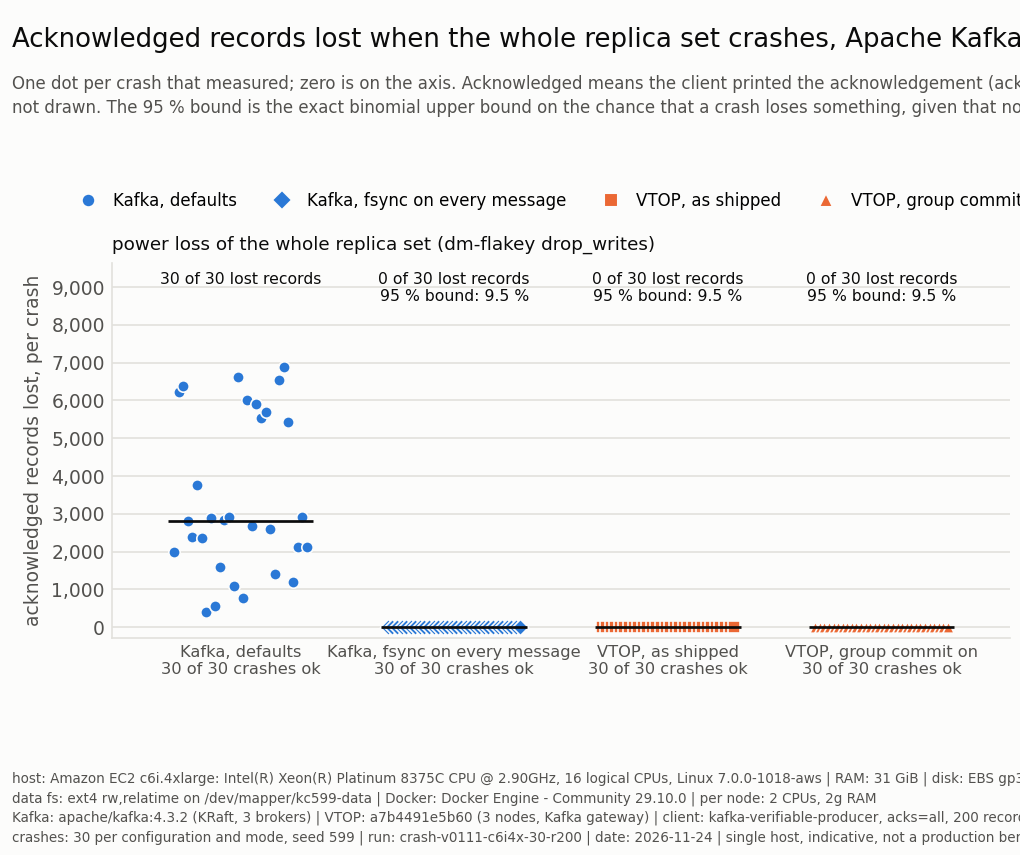 Acknowledged records lost when the whole replica set crashes, Apache Kafka
One dot per crash that measured; zero is on the axis. Acknowledged means the client printed the acknowledgement (ack
not drawn. The 95 % bound is the exact binomial upper bound on the chance that a crash loses something, given that no
Kafka, defaults
Kafka, fsync on every message
VTOP, as shipped
VTOP, group commit
power loss of the whole replica set (dm-flakey drop_writes)
acknowledged records lost, per crash
9,000
8,000
7,000
6,000
5,000
4,000
3,000
2,000
1,000
0
30 of 30 lost records
0 of 30 lost records
95 % bound: 9.5 %
0 of 30 lost records
95 % bound: 9.5 %
0 of 30 lost records
95 % bound: 9.5 %
Kafka, defaults
30 of 30 crashes ok
Kafka, fsync on every message
30 of 30 crashes ok
VTOP, as shipped
30 of 30 crashes ok
VTOP, group commit on
30 of 30 crashes ok
host: Amazon EC2 c6i.4xlarge: Intel(R) Xeon(R) Platinum 8375C CPU @ 2.90GHz, 16 logical CPUs, Linux 7.0.0-1018-aws | RAM: 31 GiB | disk: EBS gp3
data fs: ext4 rw,relatime on /dev/mapper/kc599-data | Docker: Docker Engine - Community 29.10.0 | per node: 2 CPUs, 2g RAM
Kafka: apache/kafka:4.3.2 (KRaft, 3 brokers) | VTOP: a7b4491e5b60 (3 nodes, Kafka gateway) | client: kafka-verifiable-producer, acks=all, 200 recor
crashes: 30 per configuration and mode, seed 599 | run: crash-v0111-c6i4x-30-r200 | date: 2026-11-24 | single host, indicative, not a production ben